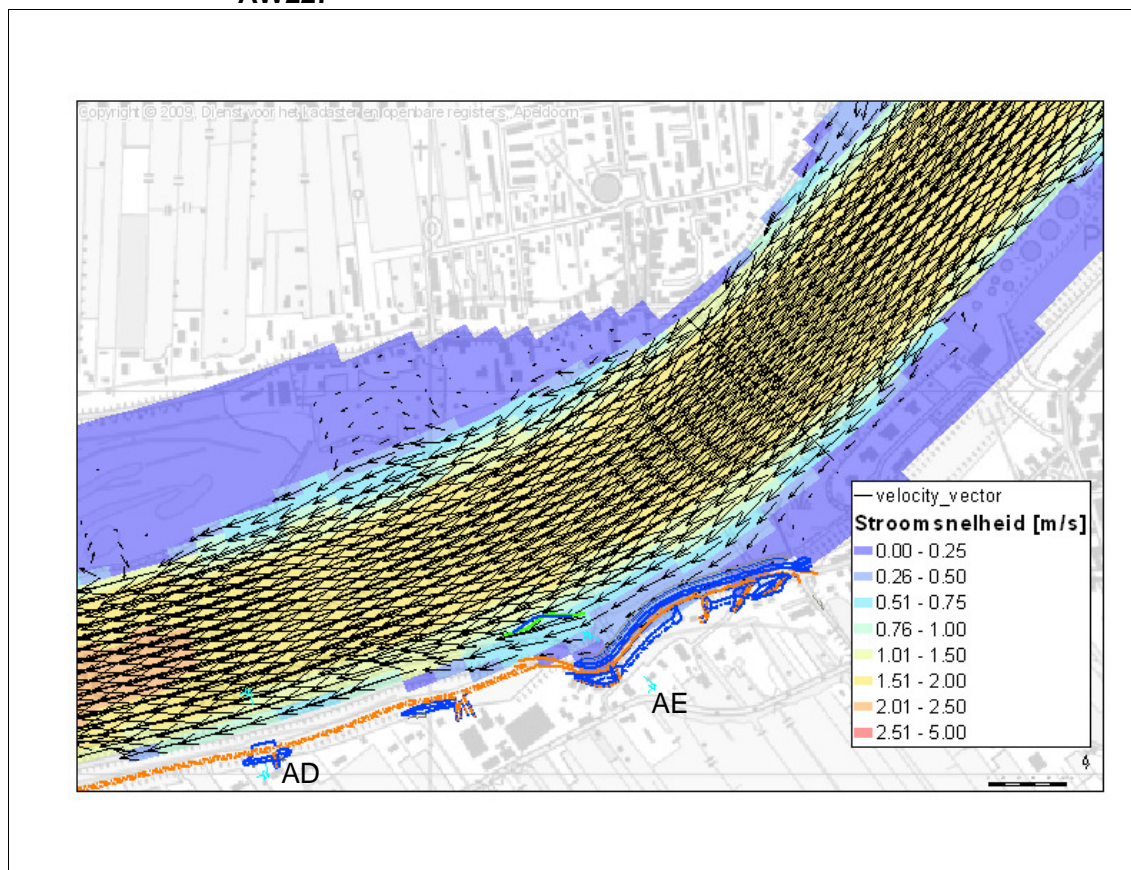 Copyright © 2009, Dienst voor het kadaster en openbare registers, Apeldoorn.
P
velocity_vector
Stroomsnelheid [m/s]
0.00 - 0.25
0.26 - 0.50
0.51 - 0.75
0.76 - 1.00
1.01 - 1.50
1.51 - 2.00
2.01 - 2.50
2.51 - 5.00
AE
AD